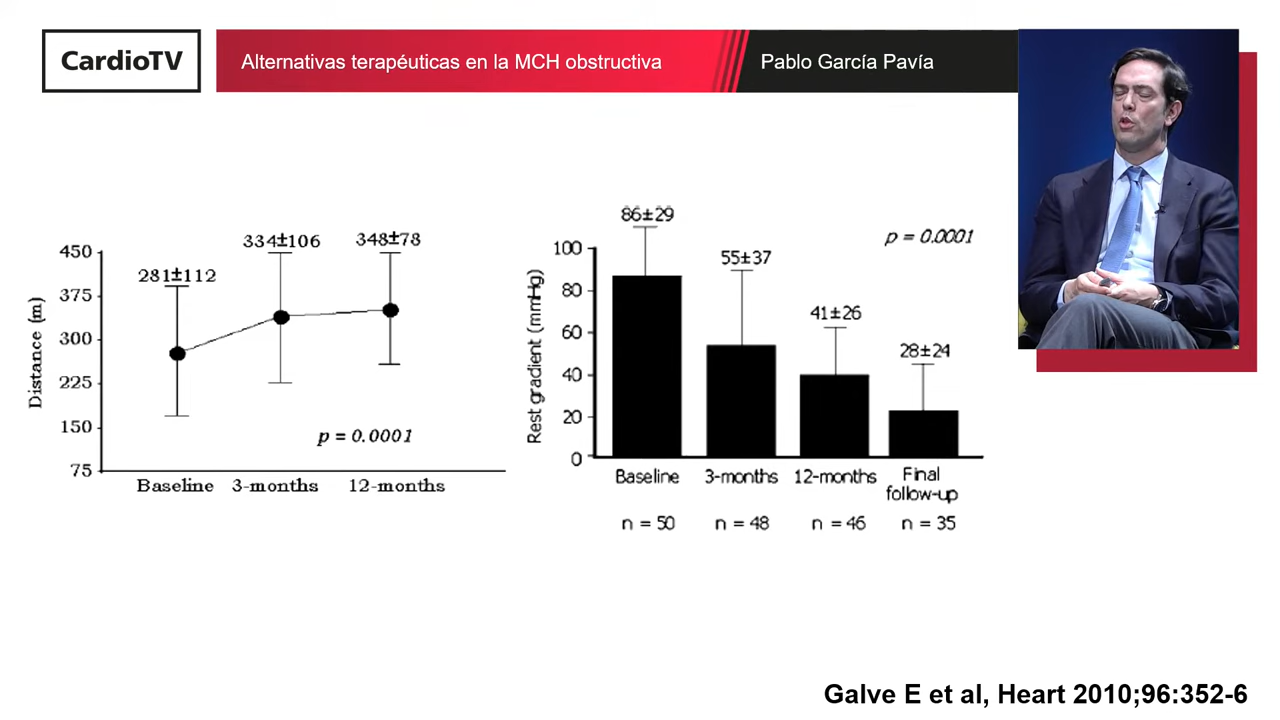 CardioTV
Alternativas terapéuticas en la MCH obstructiva
Pablo García Pavía
Distance (m)
450
375
300
225
150
75
281±112
334±106
348±78
p = 0.0001
Baseline
3-months
12-months
Rest gradient (mmHg)
100
80
60
40
20
0
86±29
55±37
41±26
28±24
p = 0.0001
Baseline
3-months
12-months
Final
follow-up
n = 50
n = 48
n = 46
n = 35
Galve E et al, Heart 2010;96:352-6